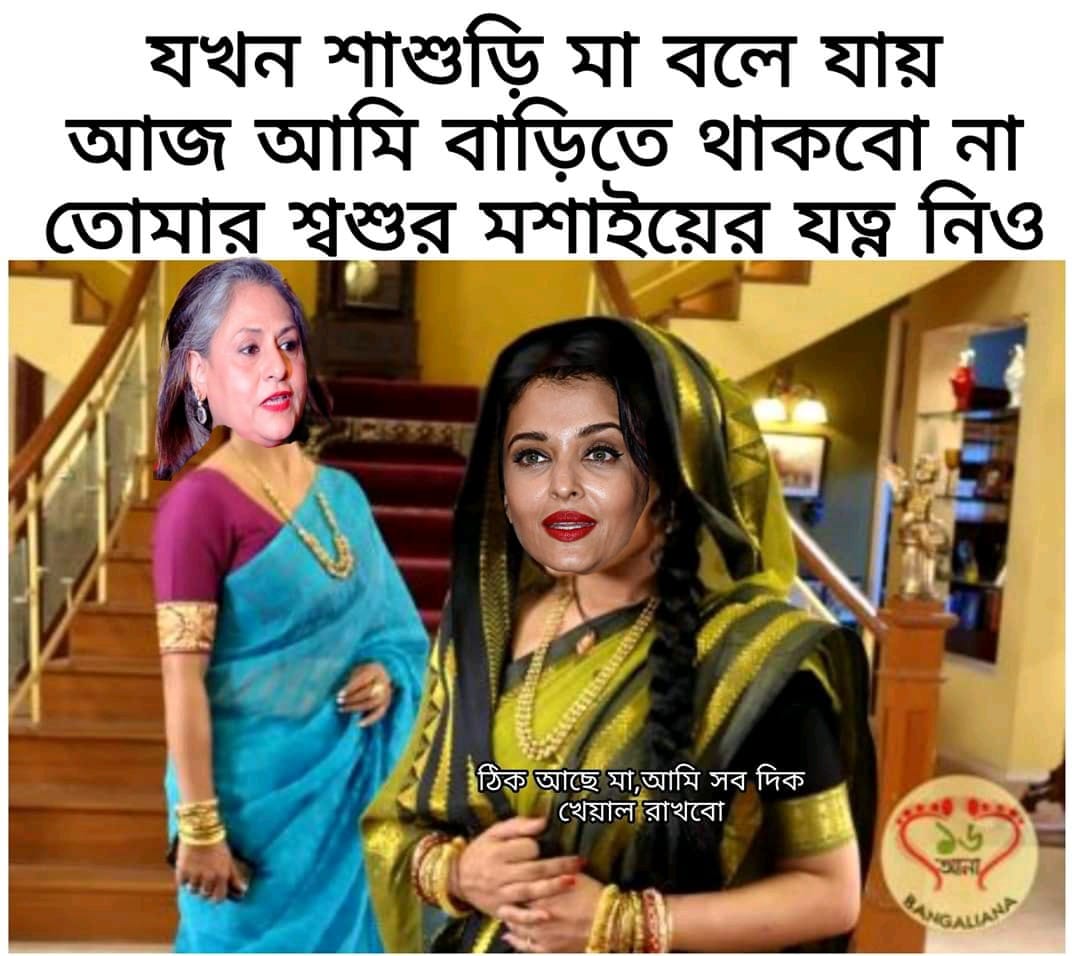 যখন শাশুড়ি মা বলে যায়
আজ আমি বাড়িতে থাকবো না
তোমার শ্বশুর মশাইয়ের যত্ন নিও
ঠিক আছে মা,আমি সব দিক
খেয়াল রাখবো
১৬
আনা
BANGALIANA